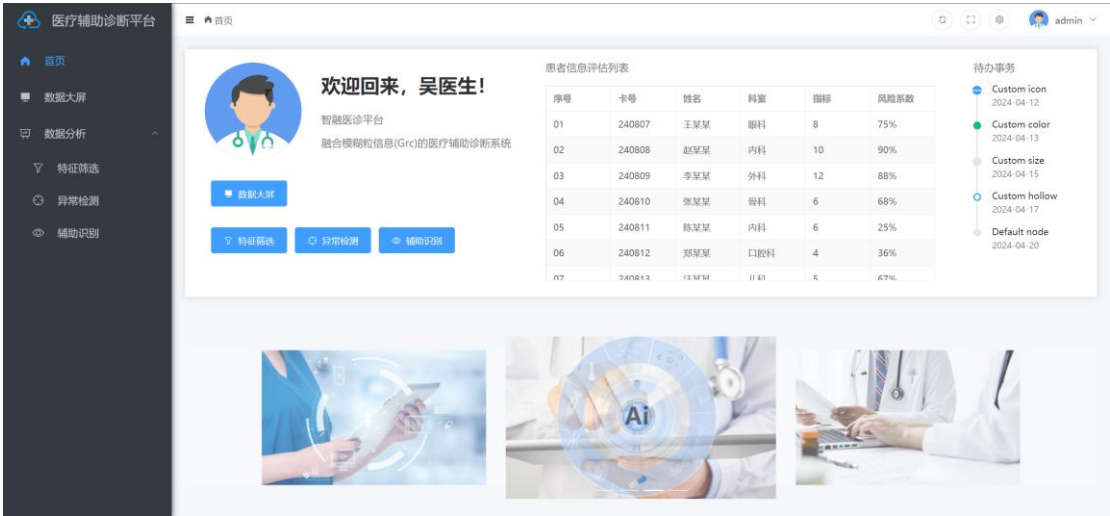 医疗辅助诊断平台
首页
admin
首页
数据大屏
数据分析
特征筛选
异常检测
辅助识别
欢迎回来，吴医生！
智融医诊平台
融合模糊粒信息(Grc)的医疗辅助诊断系统
数据大屏
特征筛选 异常检测 辅助识别
患者信息评估列表
序号 卡号 姓名 科室 指标 风险系数
01 240807 王某某 眼科 8 75%
02 240808 赵某某 内科 10 90%
03 240809 李某某 外科 12 88%
04 240810 张某某 骨科 6 68%
05 240811 陈某某 内科 6 25%
06 240812 郑某某 口腔科 4 36%
07 240813 汪某某 儿科 5 67%
待办事务
Custom icon
2024-04-12
Custom color
2024-04-13
Custom size
2024-04-15
Custom hollow
2024-04-17
Default node
2024-04-20
Ai